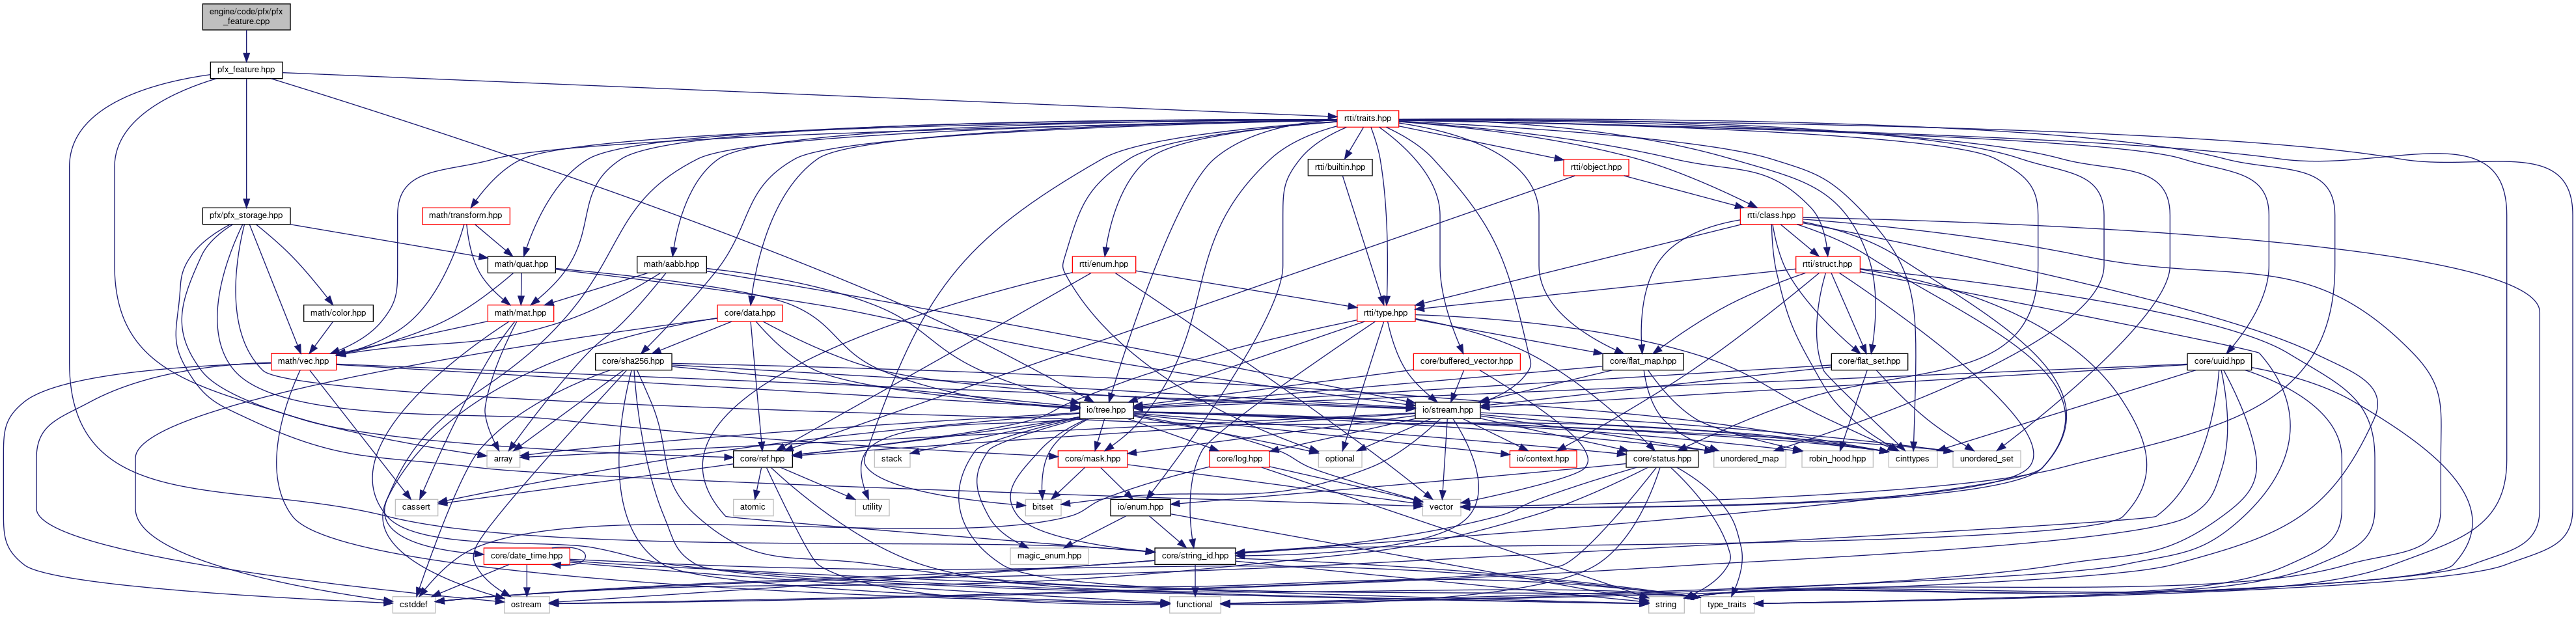 engine/code/pfx/pfx
_feature.cpp
pfx_feature.hpp
rtti/traits.hpp
rtti/builtin.hpp
rtti/object.hpp
pfx/pfx_storage.hpp
math/transform.hpp
rtti/class.hpp
math/quat.hpp
math/aabb.hpp
rtti/enum.hpp
rtti/struct.hpp
math/color.hpp
math/mat.hpp
core/data.hpp
rtti/type.hpp
math/vec.hpp
core/sha256.hpp
core/buffered_vector.hpp
core/flat_map.hpp
core/flat_set.hpp
core/uuid.hpp
io/tree.hpp
io/stream.hpp
array
core/ref.hpp
stack
core/mask.hpp
core/log.hpp
optional
io/context.hpp
core/status.hpp
unordered_map
robin_hood.hpp
cinttypes
unordered_set
cassert
atomic
utility
bitset
io/enum.hpp
vector
core/date_time.hpp
magic_enum.hpp
core/string_id.hpp
cstddef
ostream
functional
string
type_traits